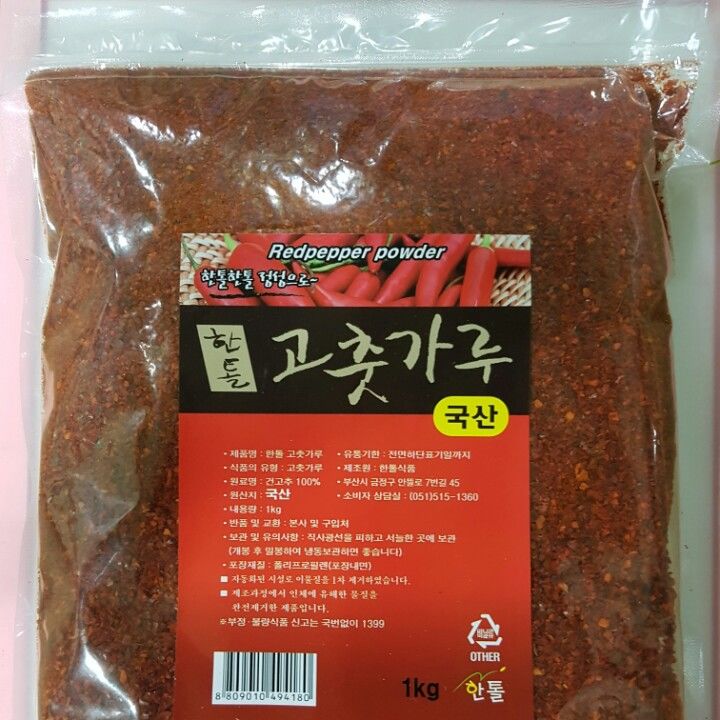 Redpepper powder
한톨한톨 정성으로~
한톨
고춧가루
국산
• 제품명 : 한톨 고춧가루
• 식품의 유형 : 고춧가루
• 원료명 : 건고추 100%
• 원산지 : 국산
• 내용량 : 1kg
• 유통기한 : 전면하단표기일까지
• 제조원 : 한톨식품
• 부산시 금정구 안뜰로 7번길 45
• 소비자 상담실 : (051)515-1360
• 반품 및 교환 : 본사 및 구입처
• 보관 및 유의사항 : 직사광선을 피하고 서늘한 곳에 보관
(개봉 후 밀봉하여 냉동보관하면 좋습니다)
• 포장재질 : 폴리프로필렌(포장내면)
■ 자동화된 시설로 이물질을 1차 제거하였습니다.
■ 제조과정에서 인체에 유해한 물질을
완전제거한 제품입니다.
※부정·불량식품 신고는 국번없이 1399
비닐류
OTHER
8 809010 494180
1kg
한톨